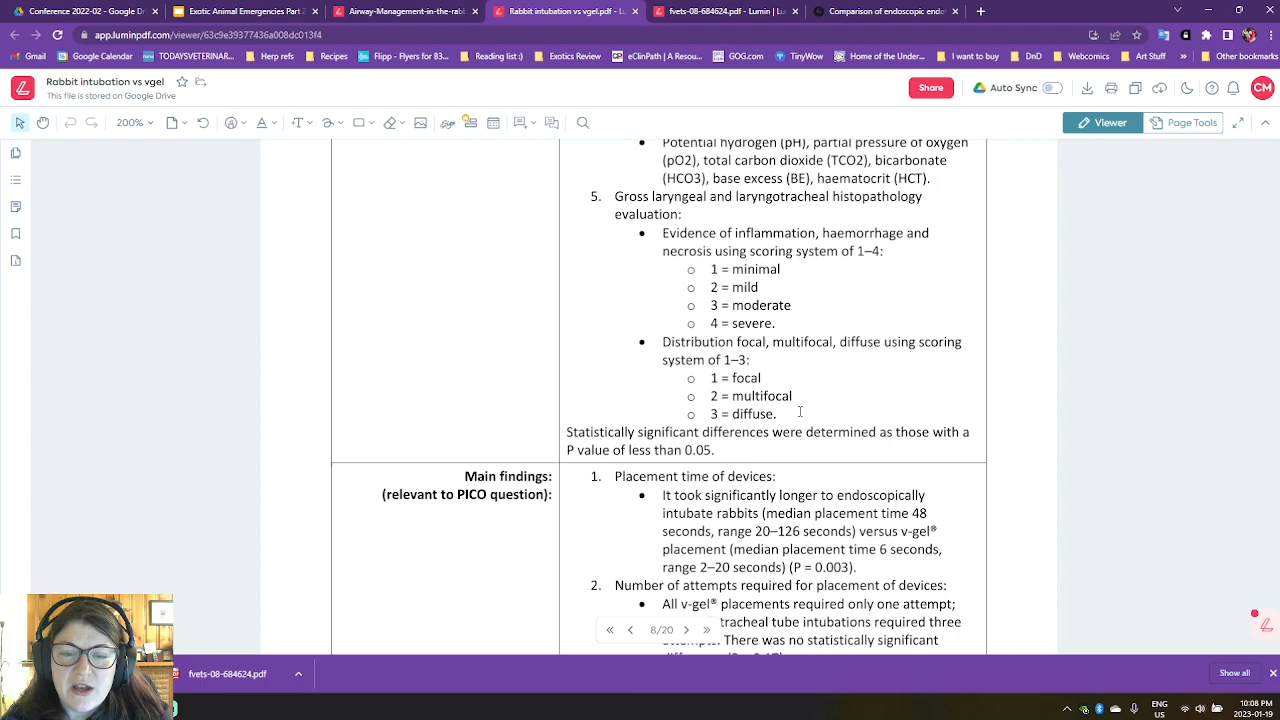 Conference 2022-02 - Google Dr
Exotic Animal Emergencies Part 2
Airway-Management-in-the-rabb
Rabbit intubation vs vgel - Lu
fvets-08-684624.pdf - Lumin |
Comparison of endo
app.luminpdf.com/viewer/63c9e39377436a008dc013f4
Gmail
Google Calendar
TODAYSVETERINAR...
Herp refs
Recipes
Flipp - Flyers for B3...
Reading list :)
Exotics Review
eClinPath | A Resou...
GOG.com
TinyWow
Home of the Under...
I want to buy
DnD
Webcomics
Art Stuff
»
Other bookmarks
Rabbit intubation vs vgel
This file is stored on Google Drive
Share
Auto Sync
CM
200%
Viewer
Page Tools
Potential hydrogen (pH), partial pressure of oxygen
(pO2), total carbon dioxide (TCO2), bicarbonate
(HCO3), base excess (BE), haematocrit (HCT).
5. Gross laryngeal and laryngotracheal histopathology
evaluation:
Evidence of inflammation, haemorrhage and
necrosis using scoring system of 1–4:
1 = minimal
2 = mild
3 = moderate
4 = severe.
Distribution focal, multifocal, diffuse using scoring
system of 1–3:
1 = focal
2 = multifocal
3 = diffuse.
Statistically significant differences were determined as those with a
P value of less than 0.05.
Main findings:
(relevant to PICO question):
1. Placement time of devices:
It took significantly longer to endoscopically
intubate rabbits (median placement time 48
seconds, range 20–126 seconds) versus v-gel®
placement (median placement time 6 seconds,
range 2–20 seconds) (P = 0.003).
2. Number of attempts required for placement of devices:
All v-gel® placements required only one attempt;
tracheal tube intubations required three
There was no statistically significant
8/20
fvets-08-684624.pdf
Show all
ENG
US
10:08 PM
2023-01-19